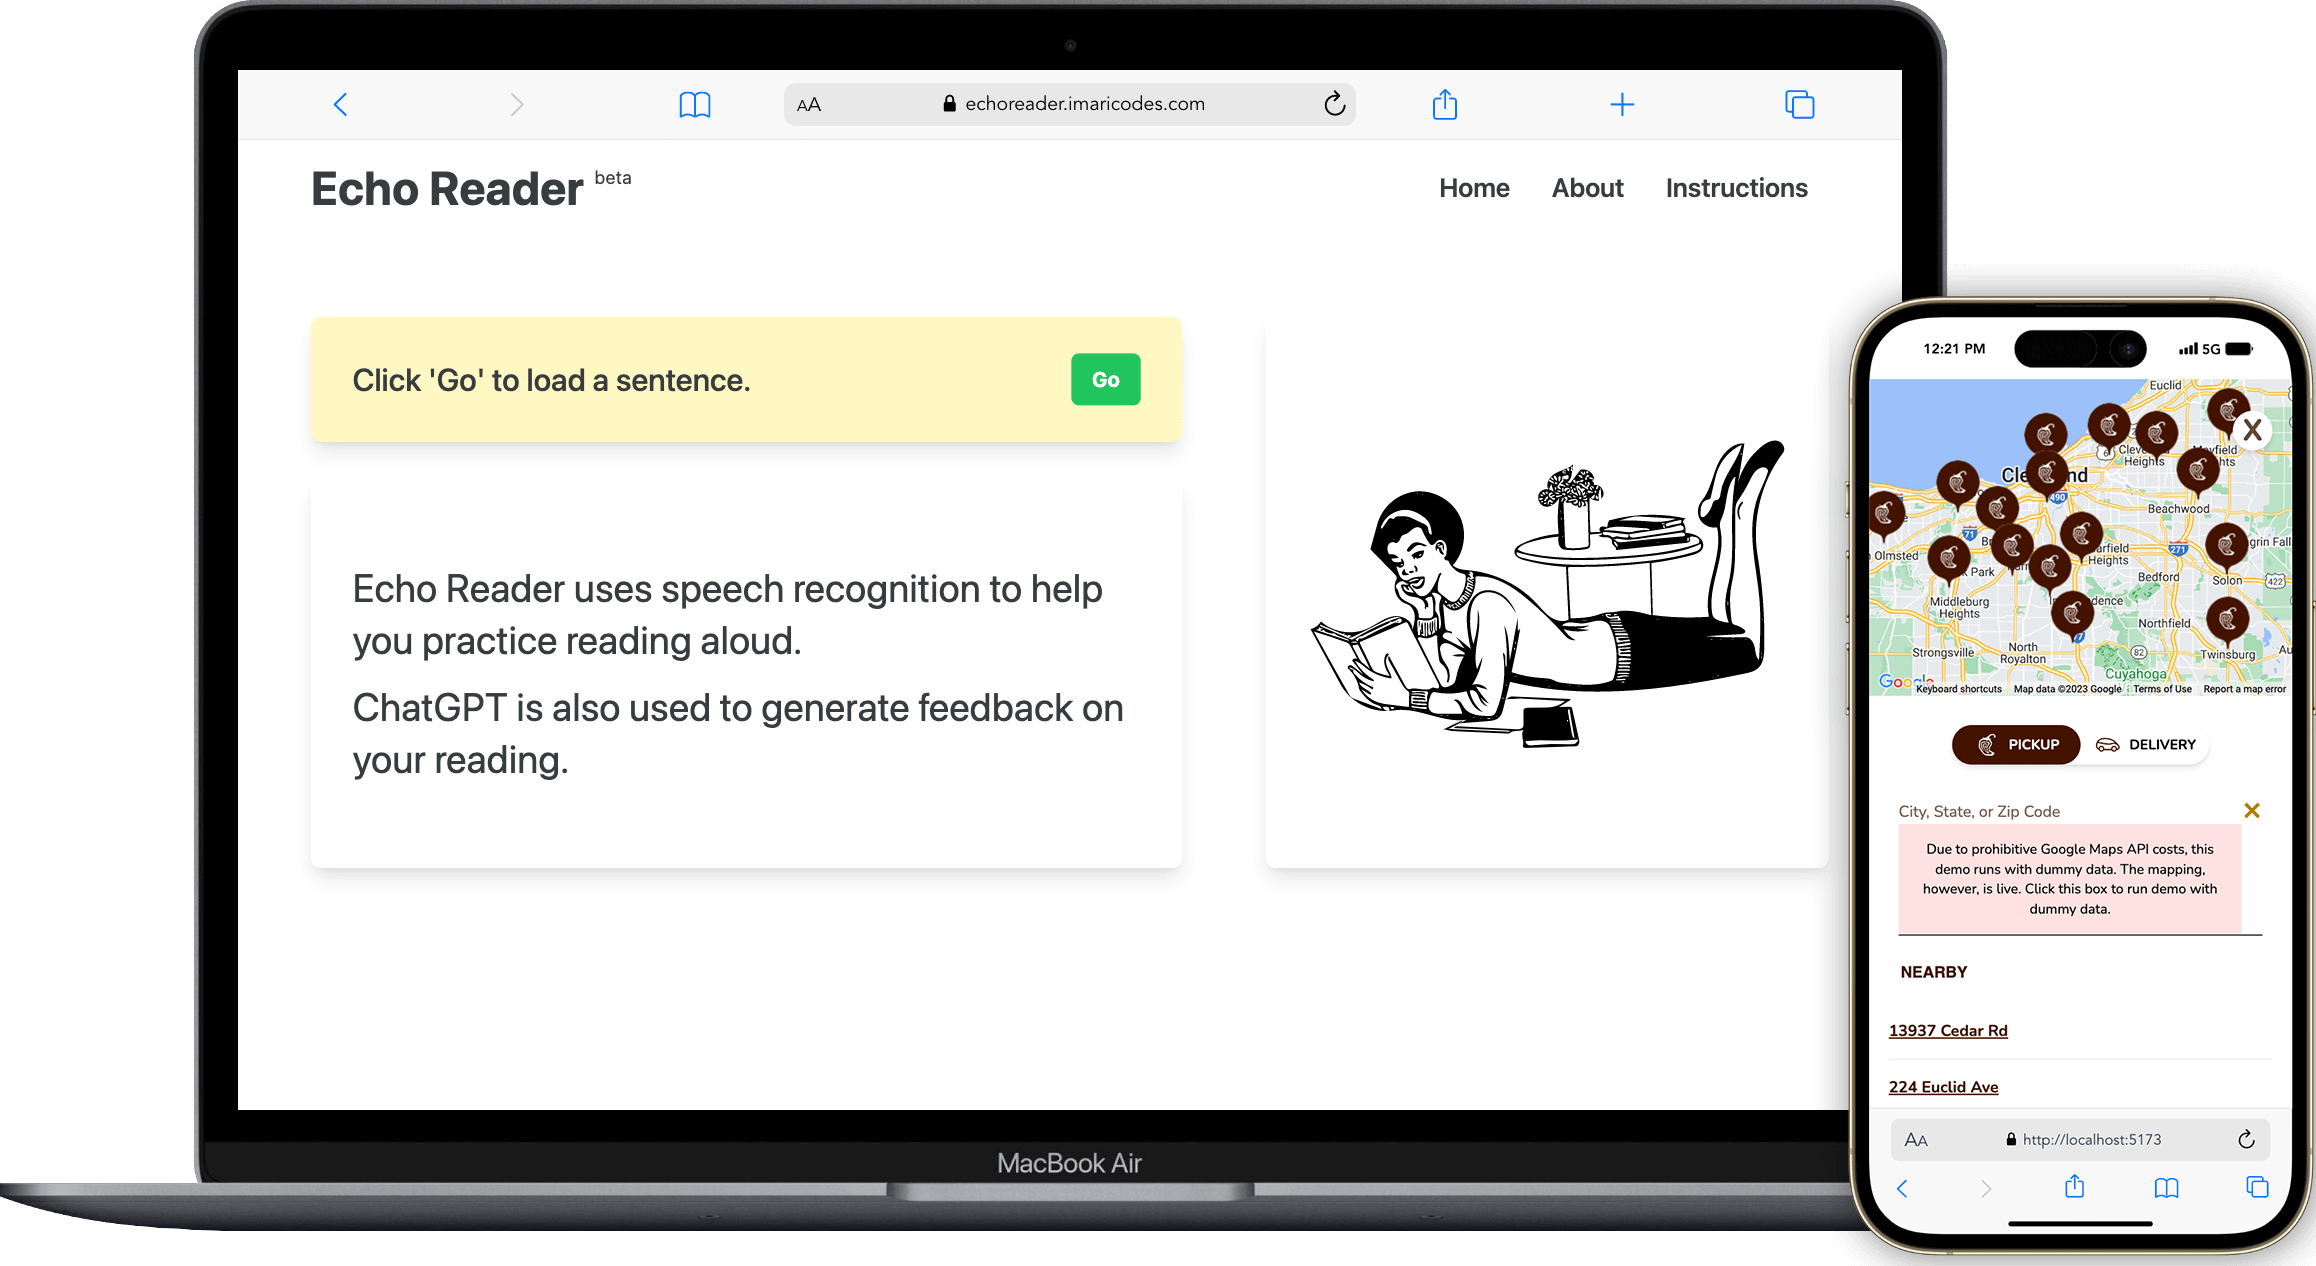 AA
echoreader.imaricodes.com
Echo Reader beta
Home About Instructions
Click 'Go' to load a sentence.
Go
Echo Reader uses speech recognition to help
you practice reading aloud.
ChatGPT is also used to generate feedback on
your reading.
MacBook Air
12:21 PM
5G
Euclid
6
Heights
490
Beachwood
71
Olmsted
Park
Heights
271
Bedford
Solon
422
Middleburg
Heights
Northfield
Strongsville
North
Royalton
82
Twinsburg
Cuyahoga
Google
Keyboard shortcuts Map data ©2023 Google Terms of Use Report a map error
X
PICKUP DELIVERY
City, State, or Zip Code
Due to prohibitive Google Maps API costs, this
demo runs with dummy data. The mapping,
however, is live. Click this box to run demo with
dummy data.
NEARBY
13937 Cedar Rd
224 Euclid Ave
AA
http://localhost:5173